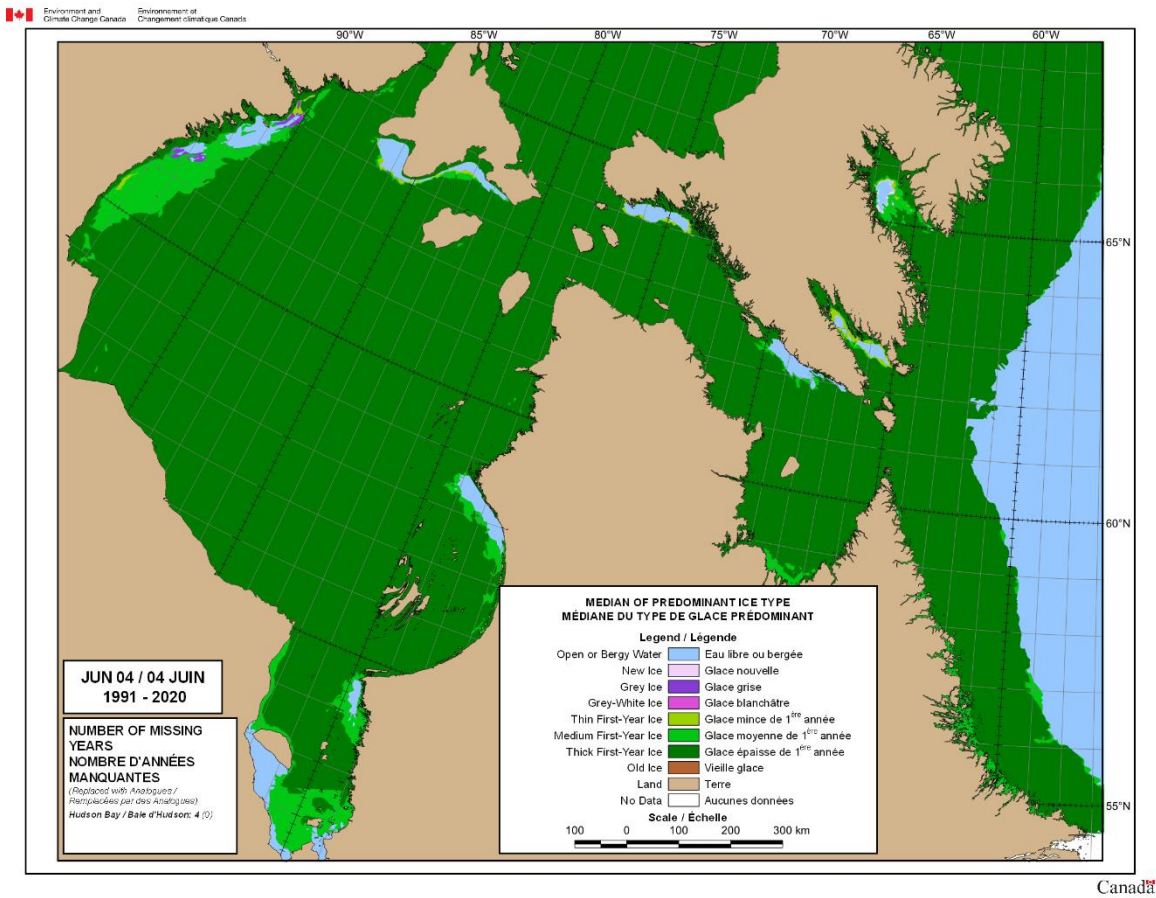 Environment and Environnement et
Climate Change Canada Changement climatique Canada
90°W 85°W 80°W 75°W 70°W 65°W 60°W
65°N
60°N
55°N
JUN 04 / 04 JUIN
1991 - 2020
NUMBER OF MISSING
YEARS
NOMBRE D'ANNÉES
MANQUANTES
(Replaced with Analogues /
Remplacées par des Analogues)
Hudson Bay / Baie d'Hudson: 4 (0)
MEDIAN OF PREDOMINANT ICE TYPE
MÉDIANE DU TYPE DE GLACE PRÉDOMINANT
Legend / Légende
Open or Bergy Water Eau libre ou bergée
New Ice Glace nouvelle
Grey Ice Glace grise
Grey-White Ice Glace blanchâtre
Thin First-Year Ice Glace mince de 1ère année
Medium First-Year Ice Glace moyenne de 1ère année
Thick First-Year Ice Glace épaisse de 1ère année
Old Ice Vieille glace
Land Terre
No Data Aucunes données
Scale / Échelle
100 0 100 200 300 km
Canada